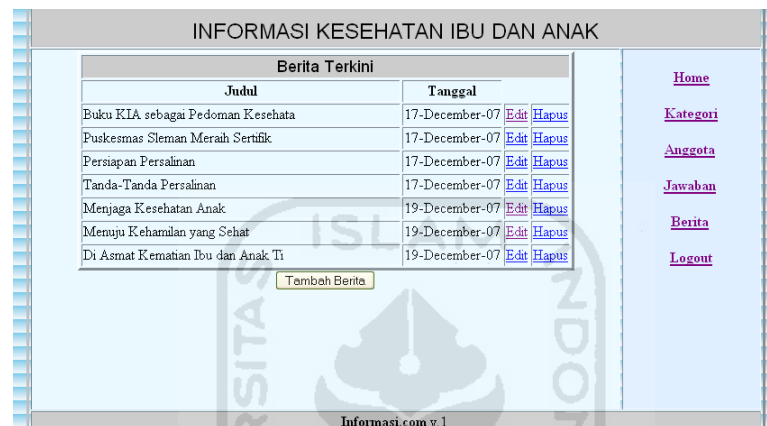 INFORMASI KESEHATAN IBU DAN ANAK
Berita Terkini
Judul Tanggal
Buku KIA sebagai Pedoman Kesehata 17-December-07 Edit Hapus
Puskesmas Sleman Meraih Sertifik 17-December-07 Edit Hapus
Persiapan Persalinan 17-December-07 Edit Hapus
Tanda-Tanda Persalinan 17-December-07 Edit Hapus
Menjaga Kesehatan Anak 19-December-07 Edit Hapus
Menuju Kehamilan yang Sehat 19-December-07 Edit Hapus
Di Asmat Kematian Ibu dan Anak Ti 19-December-07 Edit Hapus
Tambah Berita
Home
Kategori
Anggota
Jawaban
Berita
Logout
ISLAM
Informasi.com v.1